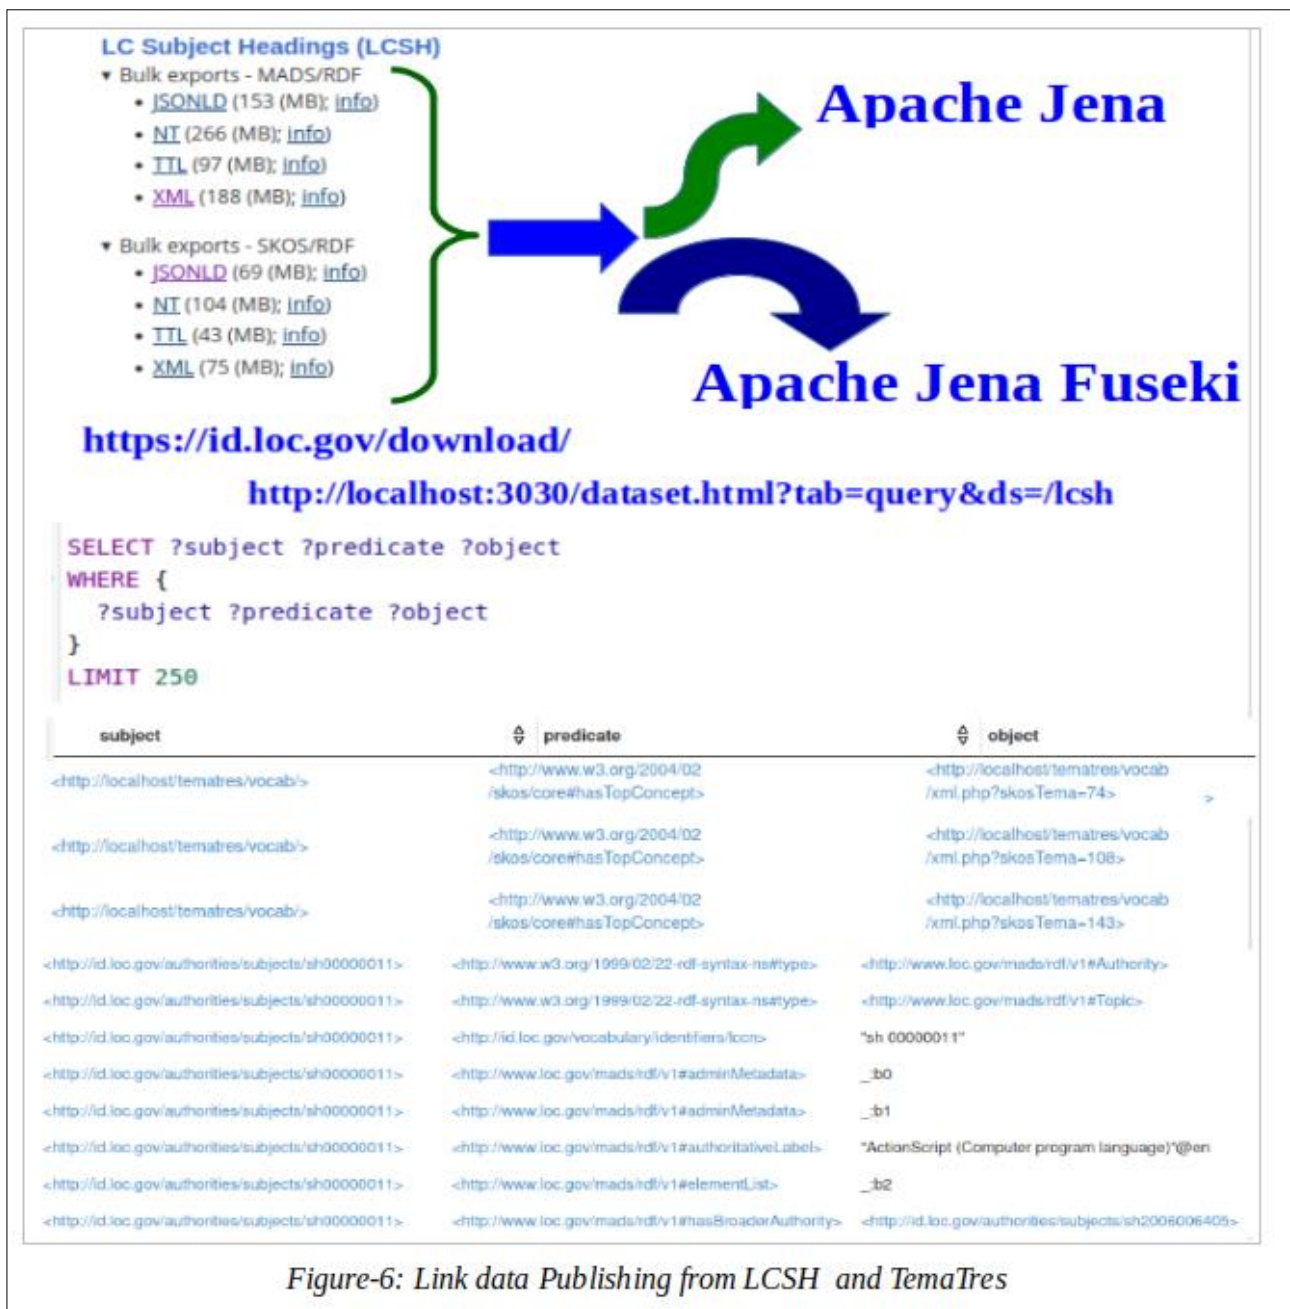 LC Subject Headings (LCSH)
▾ Bulk exports - MADS/RDF
• JSONLD (153 (MB); info)
• NT (266 (MB); info)
• TTL (97 (MB); info)
• XML (188 (MB); info)
▾ Bulk exports - SKOS/RDF
• JSONLD (69 (MB); info)
• NT (104 (MB); info)
• TTL (43 (MB); info)
• XML (75 (MB); info)
Apache Jena
Apache Jena Fuseki
https://id.loc.gov/download/
http://localhost:3030/dataset.html?tab=query&ds=/lcsh
SELECT ?subject ?predicate ?object
WHERE {
?subject ?predicate ?object
}
LIMIT 250
subject predicate object
<http://localhost/tematres/vocab/> <http://www.w3.org/2004/02 <http://localhost/tematres/vocab
/skos/core#hasTopConcept> /xml.php?skosTema=74> >
<http://localhost/tematres/vocab/> <http://www.w3.org/2004/02 <http://localhost/tematres/vocab
/skos/core#hasTopConcept> /xml.php?skosTema=108>
<http://localhost/tematres/vocab/> <http://www.w3.org/2004/02 <http://localhost/tematres/vocab
/skos/core#hasTopConcept> /xml.php?skosTema=143>
<http://id.loc.gov/authorities/subjects/sh00000011> <http://www.w3.org/1999/02/22-rdf-syntax-ns#type> <http://www.loc.gov/mads/rdf/v1#Authority>
<http://id.loc.gov/authorities/subjects/sh00000011> <http://www.w3.org/1999/02/22-rdf-syntax-ns#type> <http://www.loc.gov/mads/rdf/v1#Topic>
<http://id.loc.gov/authorities/subjects/sh00000011> <http://id.loc.gov/vocabulary/identifiers/lccn> "sh 00000011"
<http://id.loc.gov/authorities/subjects/sh00000011> <http://www.loc.gov/mads/rdf/v1#adminMetadata> _:b0
<http://id.loc.gov/authorities/subjects/sh00000011> <http://www.loc.gov/mads/rdf/v1#adminMetadata> _:b1
<http://id.loc.gov/authorities/subjects/sh00000011> <http://www.loc.gov/mads/rdf/v1#authoritativeLabel> "ActionScript (Computer program language)"@en
<http://id.loc.gov/authorities/subjects/sh00000011> <http://www.loc.gov/mads/rdf/v1#elementList> _:b2
<http://id.loc.gov/authorities/subjects/sh00000011> <http://www.loc.gov/mads/rdf/v1#hasBroaderAuthority> <http://id.loc.gov/authorities/subjects/sh2006006405>
Figure-6: Link data Publishing from LCSH and TemaTres